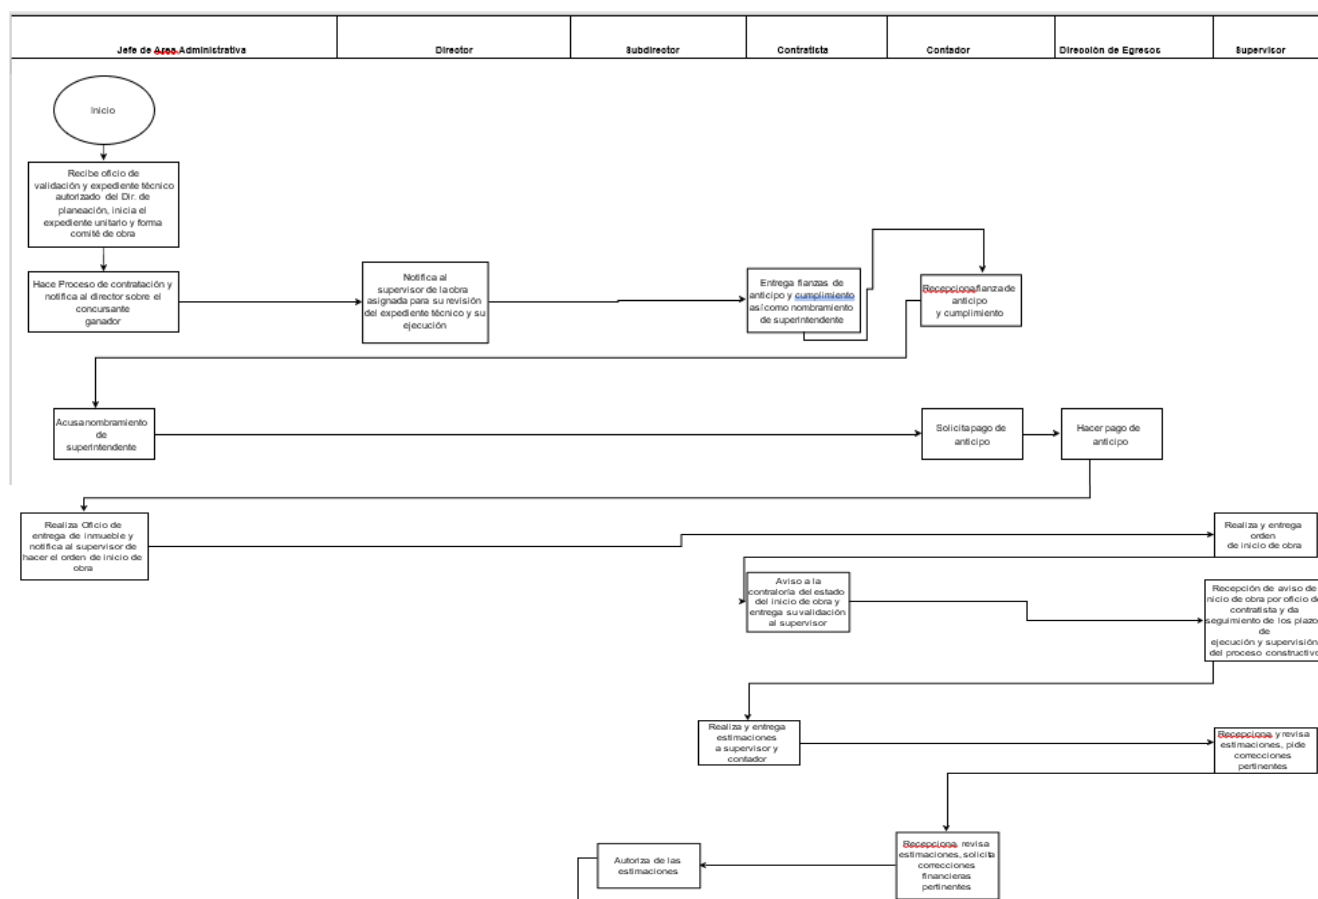 Jefe de Area Administrativa
Director
Subdirector
Contratista
Contador
Dirección de Egresos
Supervisor
Inicio
Recibe oficio de
validación y expediente técnico
autorizado del Dir. de
planeación, inicia el
expediente unitario y forma
comité de obra
Hace Proceso de contratación y
notifica al director sobre el
concursante
ganador
Notifica al
supervisor de la obra
asignada para su revisión
del expediente técnico y su
ejecución
Entrega fianzas de
anticipo y cumplimiento
así como nombramiento
de superintendente
Recepciona fianza de
anticipo
y cumplimiento
Acusa nombramiento
de
superintendente
Solicita pago de
anticipo
Hacer pago de
anticipo
Realiza Oficio de
entrega de inmueble y
notifica al supervisor de
hacer el orden de inicio de
obra
Realiza y entrega
orden
de inicio de obra
Aviso a la
contraloría del estado
del inicio de obra y
entrega su validación
al supervisor
Recepción de aviso de
nicio de obra por oficio de
contratista y da
seguimiento de los plazo
de
ejecución y supervisión
del proceso constructivo
Realiza y entrega
estimaciones
a supervisor y
contador
Recepciona y revisa
estimaciones, pide
correcciones
pertinentes
Recepciona, revisa
estimaciones, solicita
correcciones
financieras
pertinentes
Autoriza de las
estimaciones